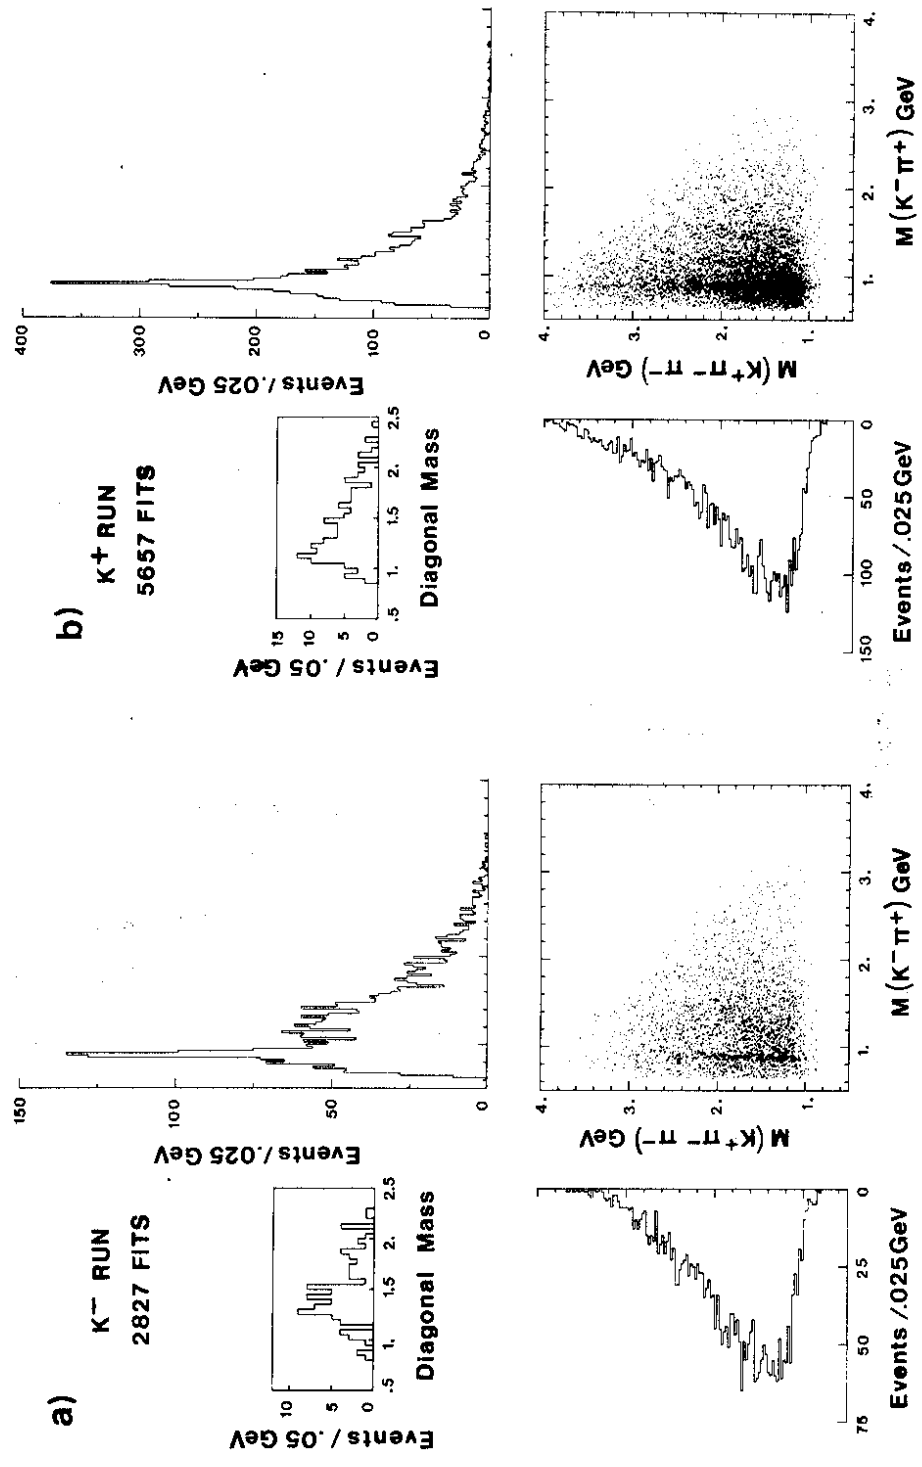 a)
K⁻ RUN
2827 FITS
Events / .05 GeV
10
5
0
.5
1.
1.5
2.
2.5
Diagonal Mass
Events/.025 GeV
150
100
50
0
M(K⁺π⁻π⁻) GeV
4.
3.
2.
1.
1.
2.
3.
4.
M(K⁻π⁺) GeV
0
25
50
75
Events /.025GeV
b)
K⁺ RUN
5657 FITS
Events / .05 GeV
15
10
5
0
.5
1.
1.5
2.
2.5
Diagonal Mass
Events/.025 GeV
400
300
200
100
0
M(K⁺π⁻π⁻) GeV
4.
3.
2.
1.
1.
2.
3.
4.
M(K⁻π⁺) GeV
0
50
100
150
Events/.025GeV